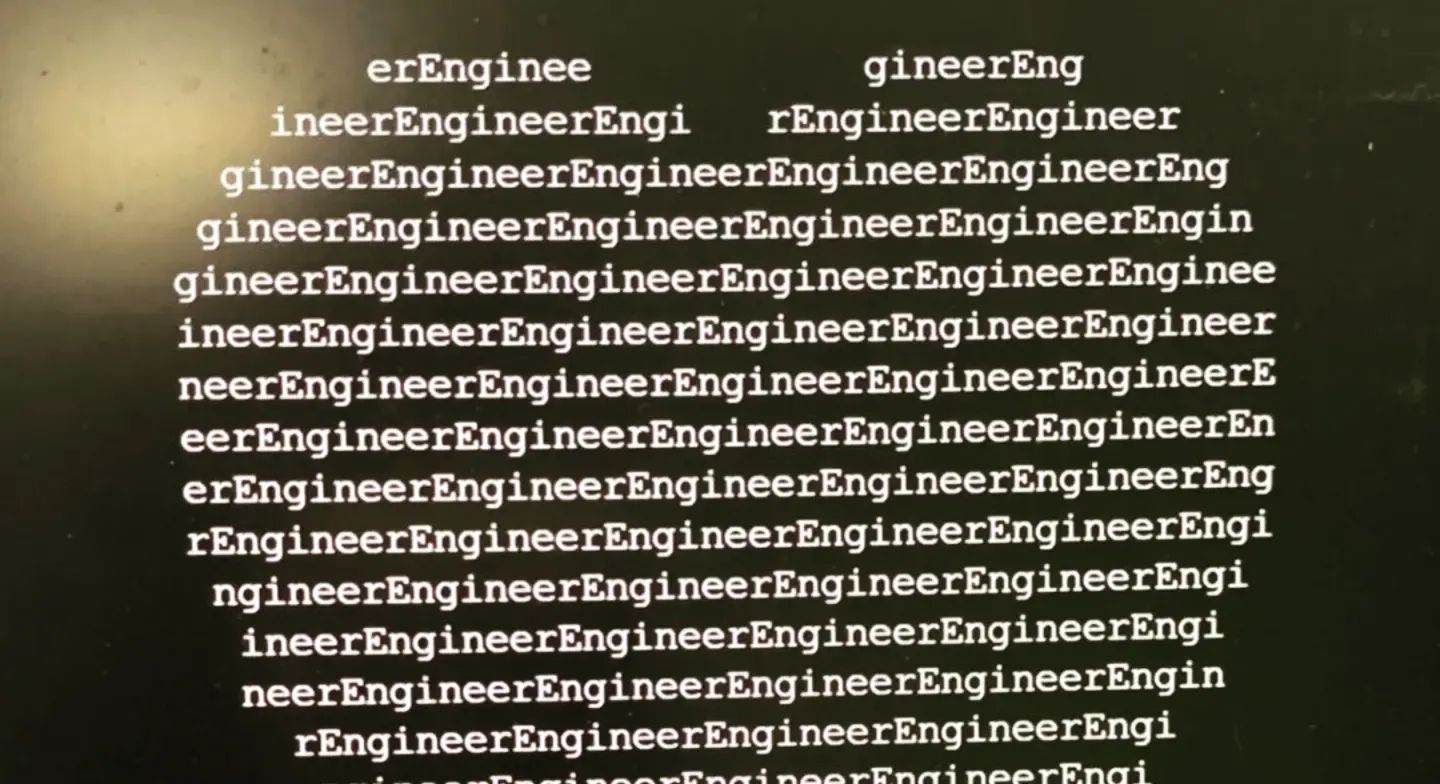 erEnginee gineerEng
ineerEngineerEngi rEngineerEngineer
gineerEngineerEngineerEngineerEngineerEng
gineerEngineerEngineerEngineerEngineerEngin
gineerEngineerEngineerEngineerEngineerEnginee
ineerEngineerEngineerEngineerEngineerEngineer
neerEngineerEngineerEngineerEngineerEngineerE
eerEngineerEngineerEngineerEngineerEngineerEn
erEngineerEngineerEngineerEngineerEngineerEng
rEngineerEngineerEngineerEngineerEngineerEngi
ngineerEngineerEngineerEngineerEngineerEngi
ineerEngineerEngineerEngineerEngineerEngi
neerEngineerEngineerEngineerEngineerEngin
rEngineerEngineerEngineerEngineerEngi